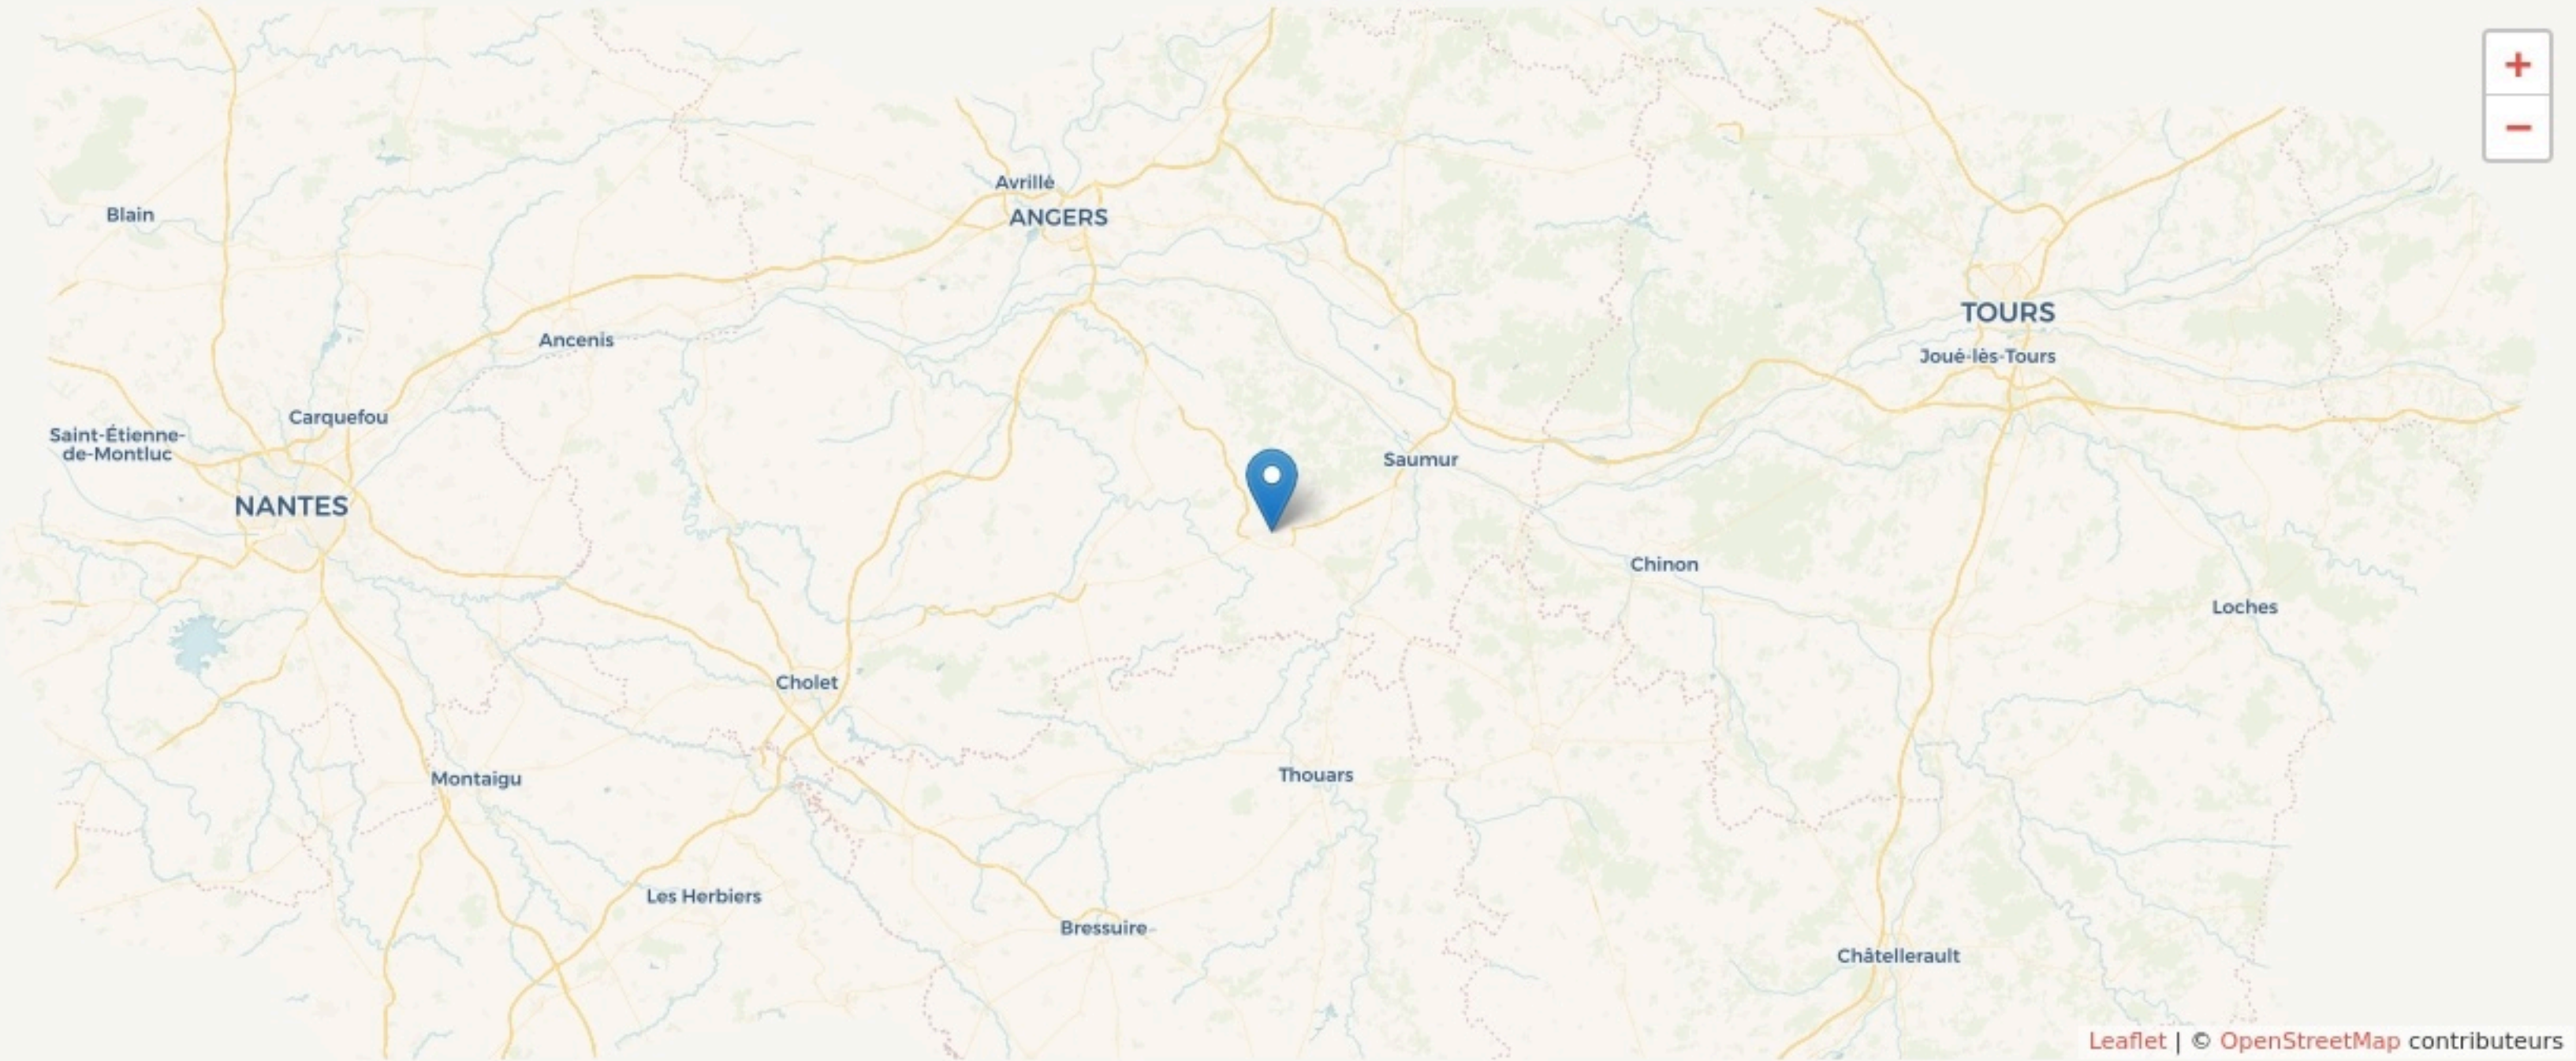 +
−
Avrillé
Blain
ANGERS
TOURS
Ancenis
Joué-lès-Tours
Carquefou
Saint-Étienne-
de-Montluc
Saumur
NANTES
Chinon
Loches
Cholet
Thouars
Montaigu
Les Herbiers
Bressuire
Châtellerault
Leaflet | © OpenStreetMap contributeurs